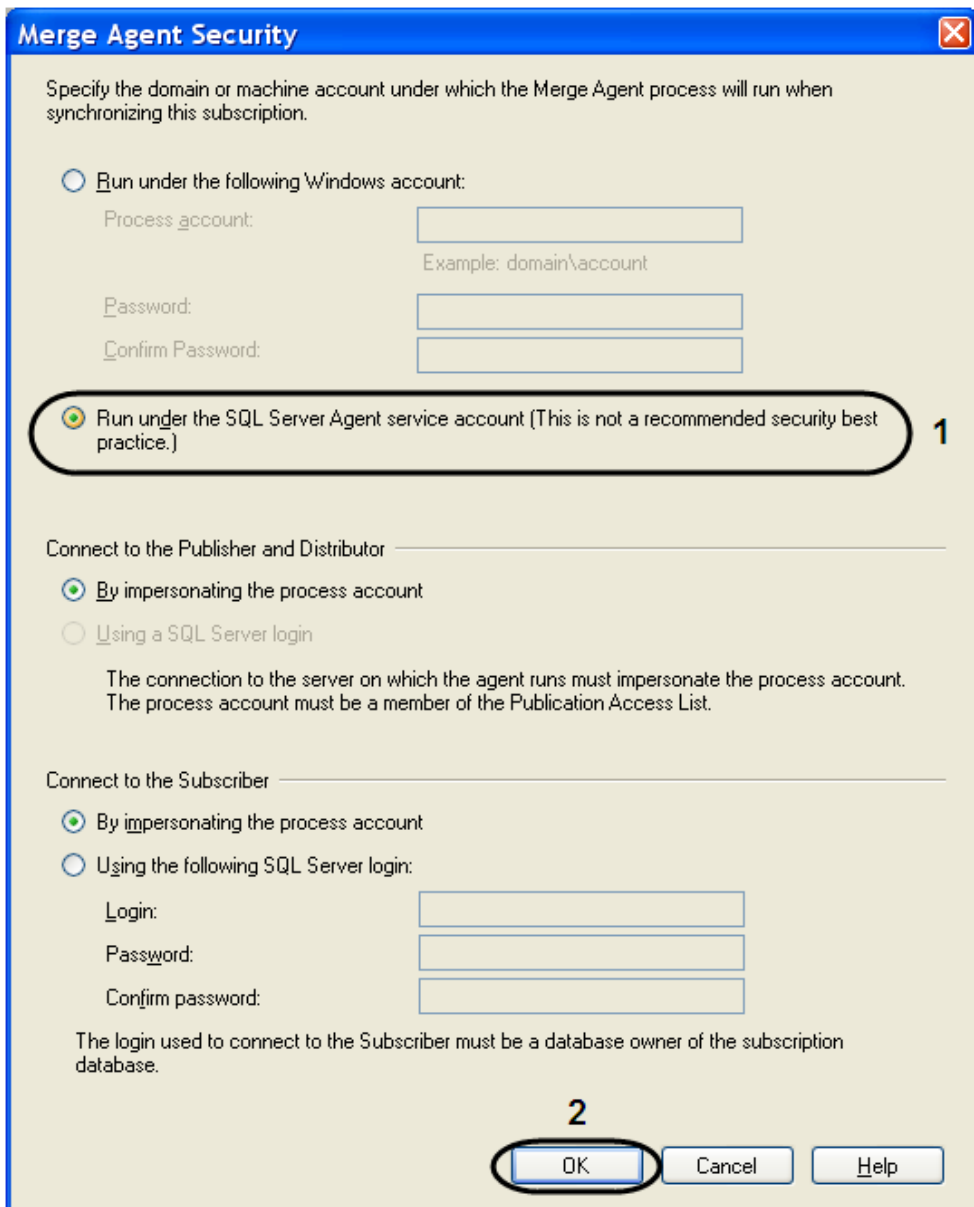 Merge Agent Security
Specify the domain or machine account under which the Merge Agent process will run when
synchronizing this subscription.
Run under the following Windows account:
Process account:
Example: domain\account
Password:
Confirm Password:
Run under the SQL Server Agent service account (This is not a recommended security best
practice.)
1
Connect to the Publisher and Distributor
By impersonating the process account
Using a SQL Server login
The connection to the server on which the agent runs must impersonate the process account.
The process account must be a member of the Publication Access List.
Connect to the Subscriber
By impersonating the process account
Using the following SQL Server login:
Login:
Password:
Confirm password:
The login used to connect to the Subscriber must be a database owner of the subscription
database.
2
OK Cancel Help